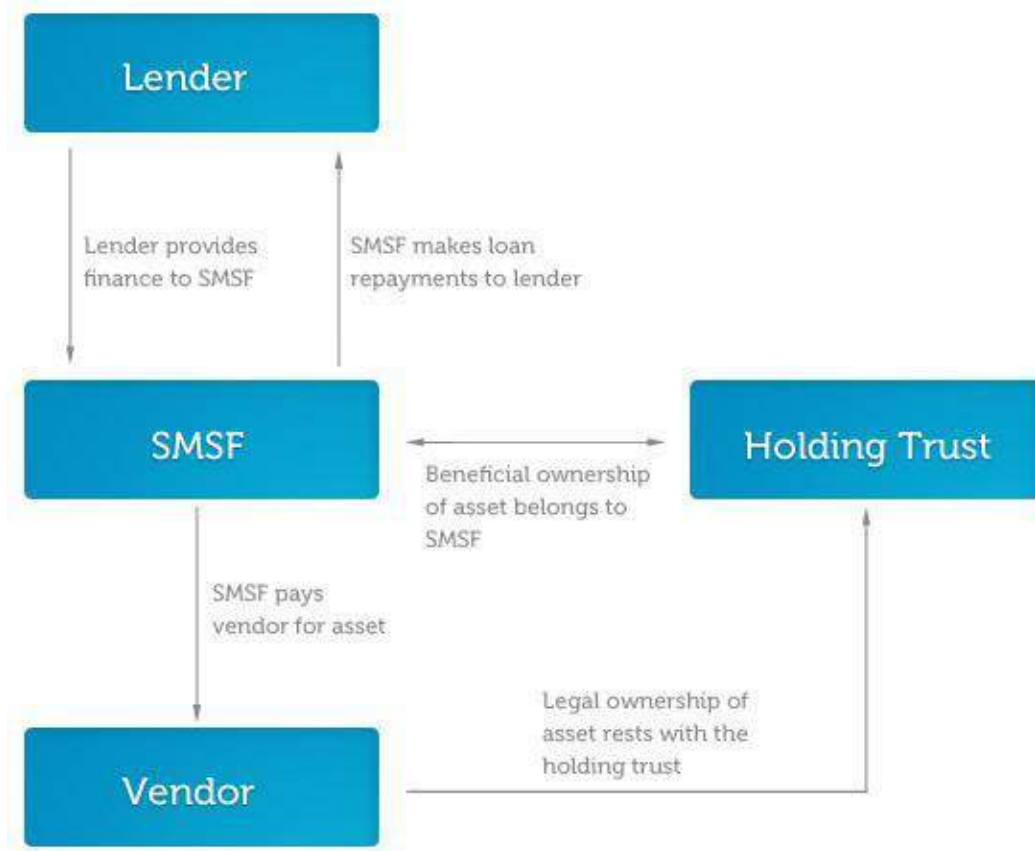 Lender
Lender provides
finance to SMSF
SMSF makes loan
repayments to lender
SMSF
Holding Trust
Beneficial ownership
of asset belongs to
SMSF
SMSF pays
vendor for asset
Legal ownership of
asset rests with the
holding trust
Vendor